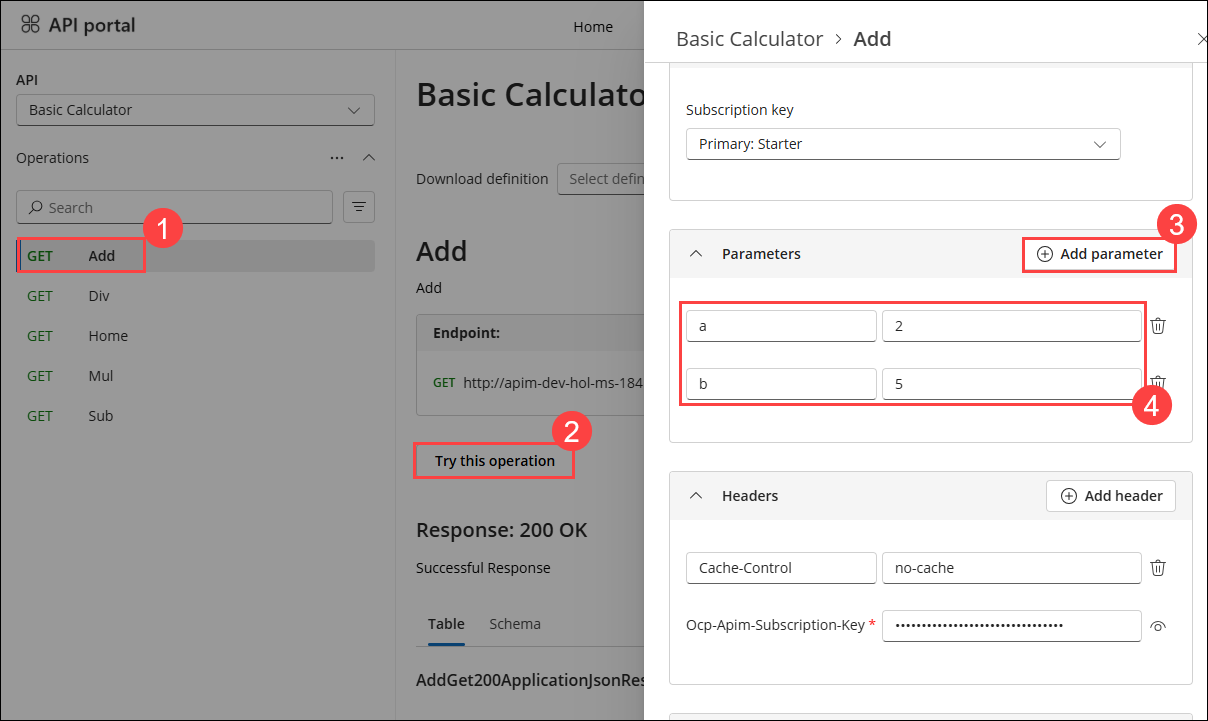 API portal
Home
API
Basic Calculator
Operations
Search
1
GET Add
GET Div
GET Home
GET Mul
GET Sub
Basic Calculato
Download definition Select defin
Add
Add
Endpoint:
GET http://apim-dev-hol-ms-184
2
Try this operation
Response: 200 OK
Successful Response
Table Schema
AddGet200ApplicationJsonRes
Basic Calculator > Add
Subscription key
Primary: Starter
3
Parameters Add parameter
a 2
b 5
4
Headers Add header
Cache-Control no-cache
Ocp-Apim-Subscription-Key * ••••••••••••••••••••••••••••••••